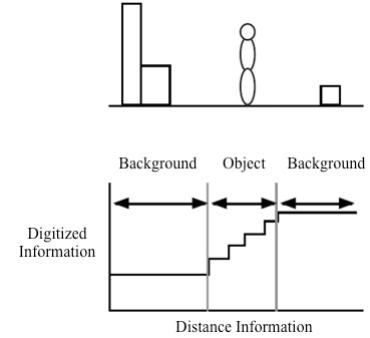 Background Object Background
Digitized
Information
Distance Information